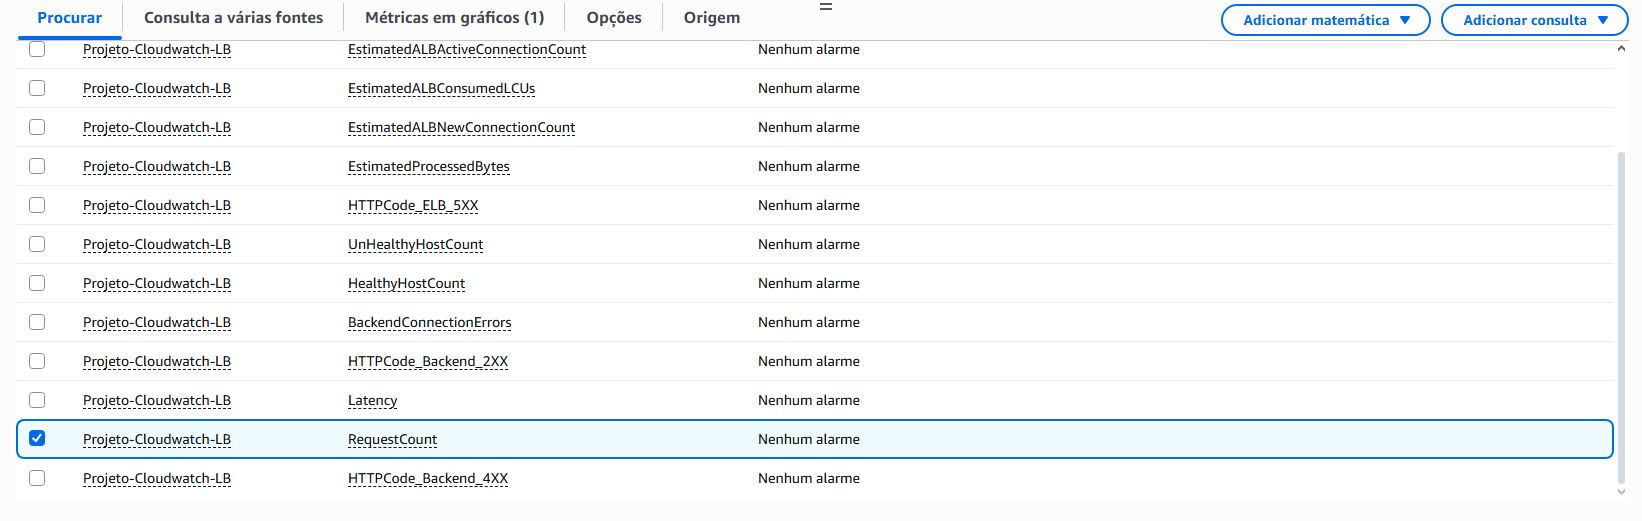 Procurar Consulta a várias fontes Métricas em gráficos (1) Opções Origem Adicionar matemática Adicionar consulta
Projeto-Cloudwatch-LB EstimatedALBActiveConnectionCount Nenhum alarme
Projeto-Cloudwatch-LB EstimatedALBConsumedLCUs Nenhum alarme
Projeto-Cloudwatch-LB EstimatedALBNewConnectionCount Nenhum alarme
Projeto-Cloudwatch-LB EstimatedProcessedBytes Nenhum alarme
Projeto-Cloudwatch-LB HTTPCode_ELB_5XX Nenhum alarme
Projeto-Cloudwatch-LB UnHealthyHostCount Nenhum alarme
Projeto-Cloudwatch-LB HealthyHostCount Nenhum alarme
Projeto-Cloudwatch-LB BackendConnectionErrors Nenhum alarme
Projeto-Cloudwatch-LB HTTPCode_Backend_2XX Nenhum alarme
Projeto-Cloudwatch-LB Latency Nenhum alarme
Projeto-Cloudwatch-LB RequestCount Nenhum alarme
Projeto-Cloudwatch-LB HTTPCode_Backend_4XX Nenhum alarme